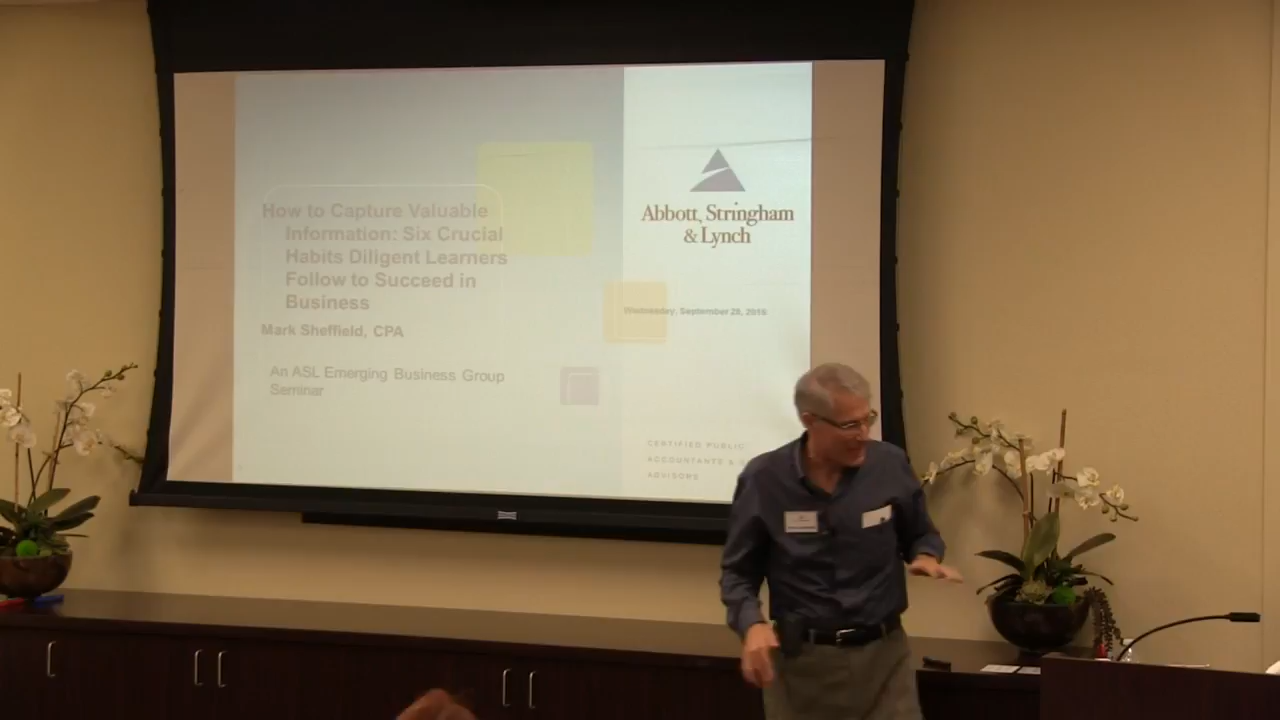 How to Capture Valuable
Information: Six Crucial
Habits Diligent Learners
Follow to Succeed in
Business
Mark Sheffield, CPA
An ASL Emerging Business Group
Seminar
Abbott, Stringham
& Lynch
Wednesday, September 28, 2016
CERTIFIED PUBLIC
ACCOUNTANTS &
ADVISORS